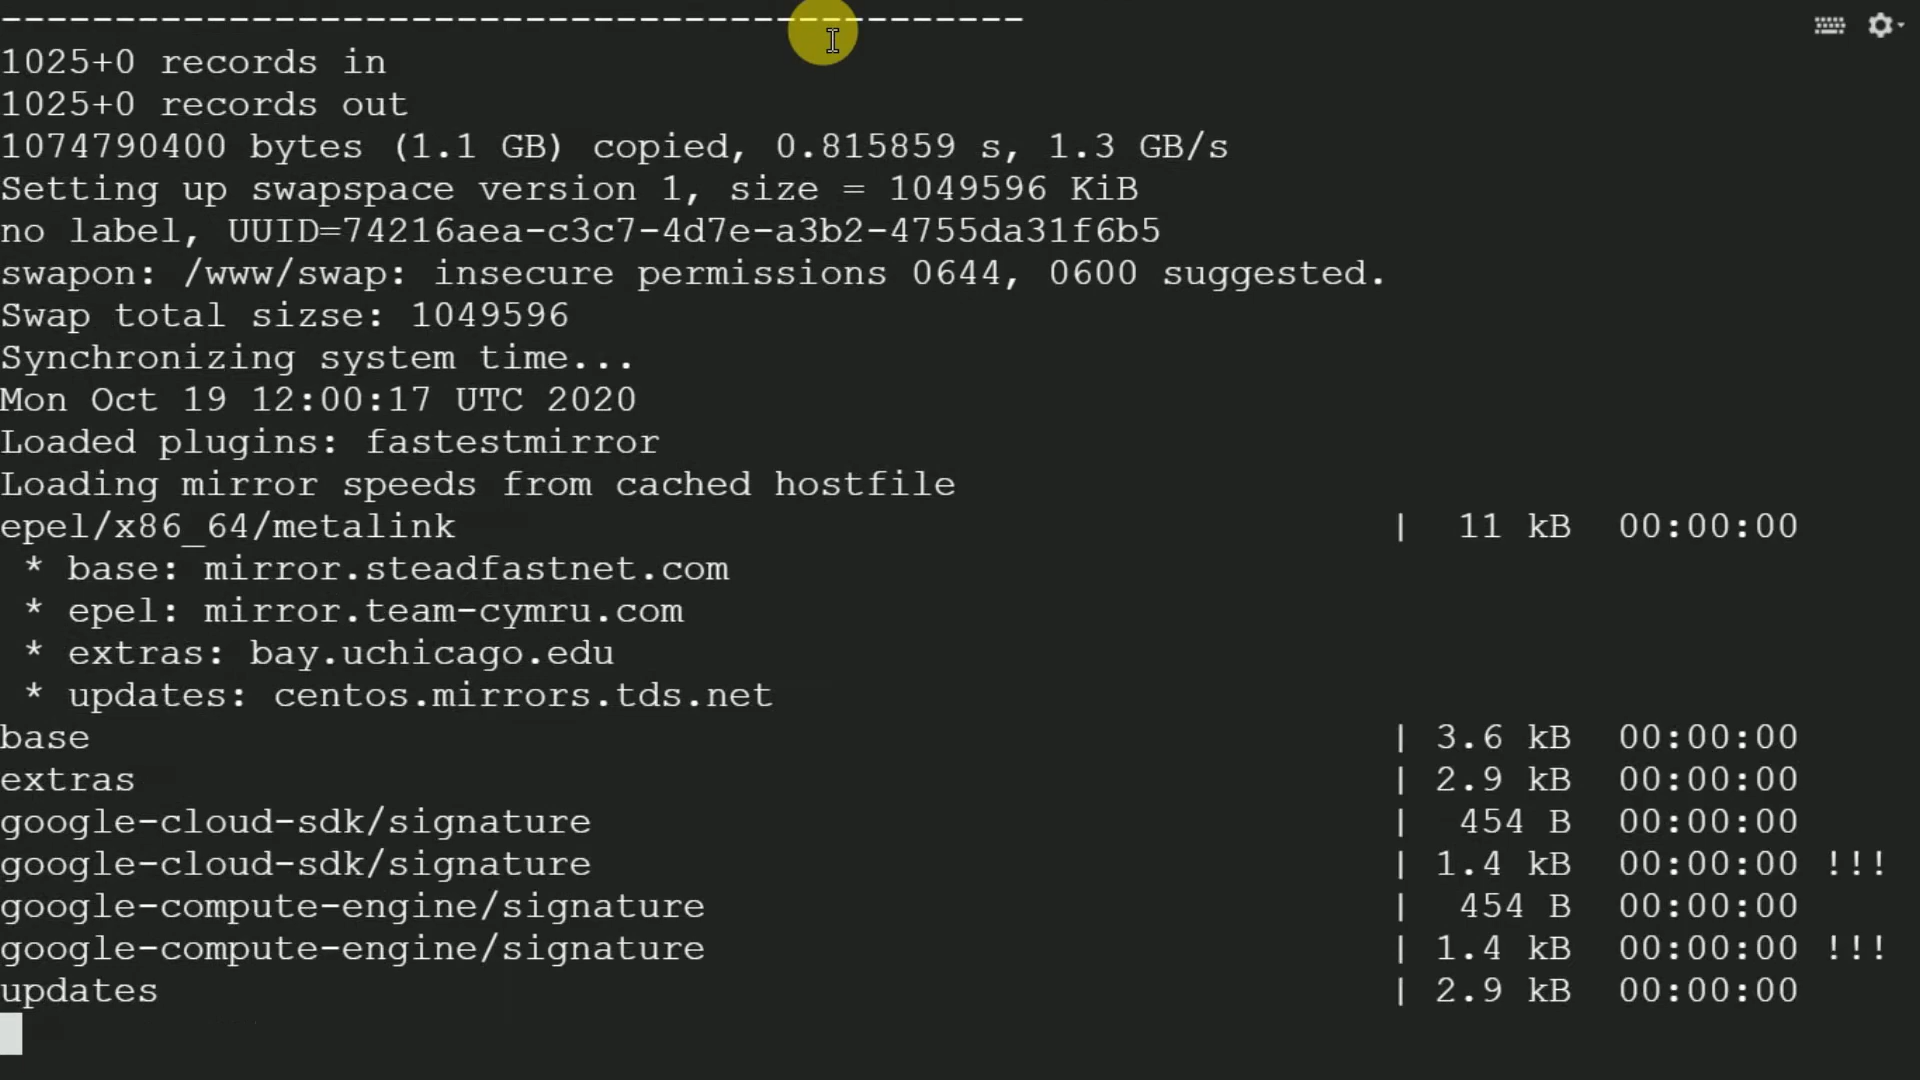 ---------------------------------------------
1025+0 records in
1025+0 records out
1074790400 bytes (1.1 GB) copied, 0.815859 s, 1.3 GB/s
Setting up swapspace version 1, size = 1049596 KiB
no label, UUID=74216aea-c3c7-4d7e-a3b2-4755da31f6b5
swapon: /www/swap: insecure permissions 0644, 0600 suggested.
Swap total sizse: 1049596
Synchronizing system time...
Mon Oct 19 12:00:17 UTC 2020
Loaded plugins: fastestmirror
Loading mirror speeds from cached hostfile
epel/x86_64/metalink | 11 kB 00:00:00
* base: mirror.steadfastnet.com
* epel: mirror.team-cymru.com
* extras: bay.uchicago.edu
* updates: centos.mirrors.tds.net
base | 3.6 kB 00:00:00
extras | 2.9 kB 00:00:00
google-cloud-sdk/signature | 454 B 00:00:00
google-cloud-sdk/signature | 1.4 kB 00:00:00 !!!
google-compute-engine/signature | 454 B 00:00:00
google-compute-engine/signature | 1.4 kB 00:00:00 !!!
updates | 2.9 kB 00:00:00